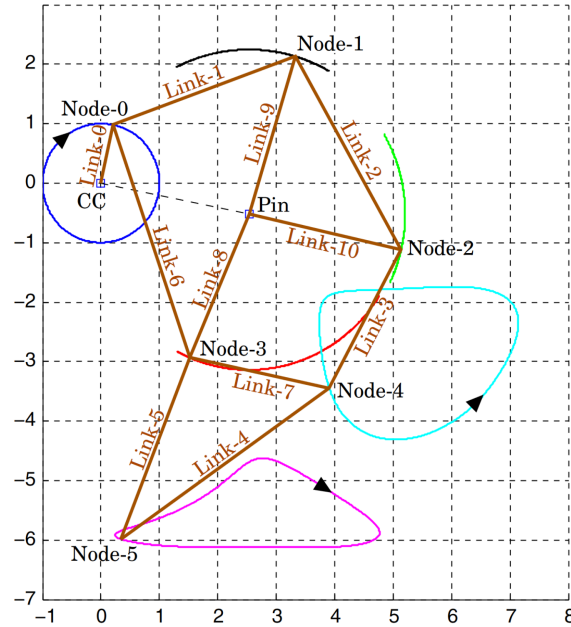 2
1
0
−1
−2
−3
−4
−5
−6
−7
−1 0 1 2 3 4 5 6 7 8
Node-1
Link-1
Node-0
Link-0
CC
Link-9
Link-2
Pin
Link-10
Node-2
Link-6
Link-8
Link-3
Node-3
Link-7
Node-4
Link-5
Link-4
Node-5